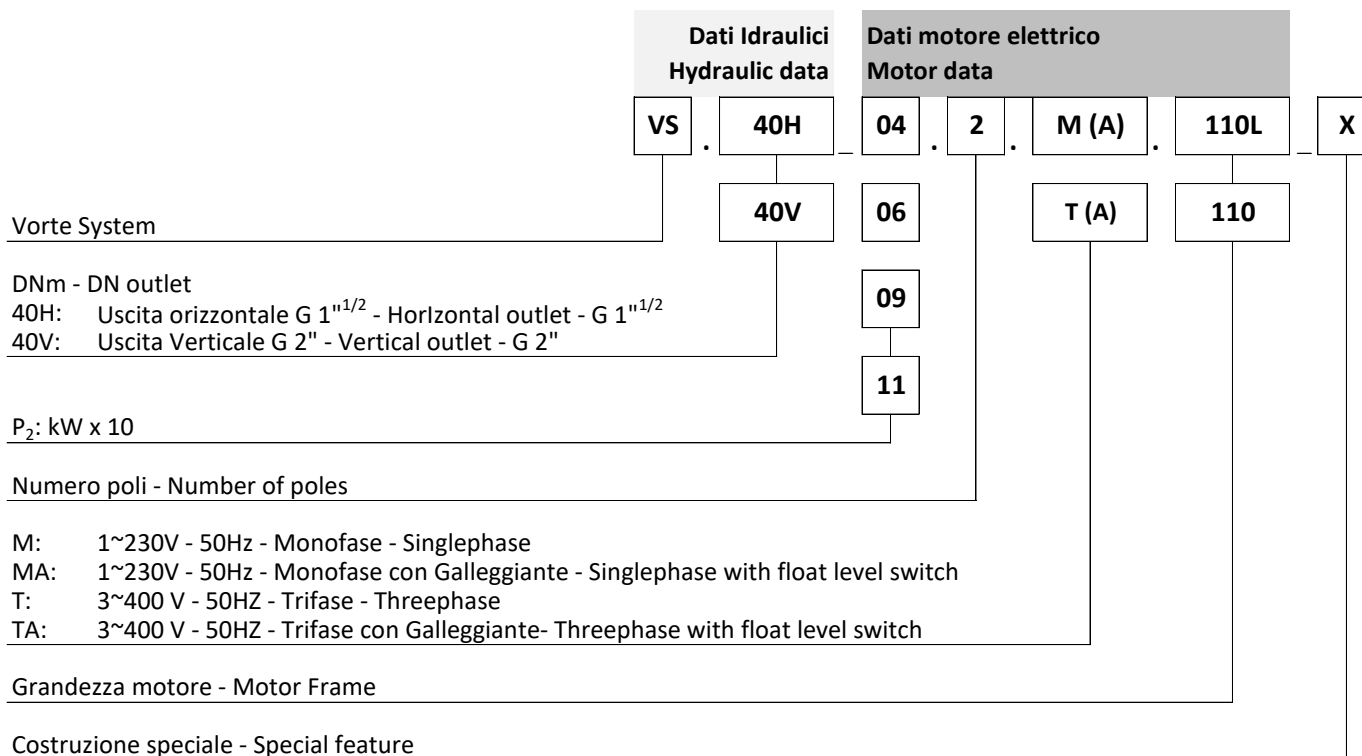 Dati Idraulici Dati motore elettrico
Hydraulic data Motor data
VS . 40H _ 04 . 2 . M (A) . 110L _ X
40V 06 T (A) 110
Vorte System
DNm - DN outlet
09
40H: Uscita orizzontale G 1"1/2 - HorIzontal outlet - G 1"1/2
40V: Uscita Verticale G 2" - Vertical outlet - G 2"
11
P2: kW x 10
Numero poli - Number of poles
M: 1~230V - 50Hz - Monofase - Singlephase
MA: 1~230V - 50Hz - Monofase con Galleggiante - Singlephase with float level switch
T: 3~400 V - 50HZ - Trifase - Threephase
TA: 3~400 V - 50HZ - Trifase con Galleggiante- Threephase with float level switch
Grandezza motore - Motor Frame
Costruzione speciale - Special feature